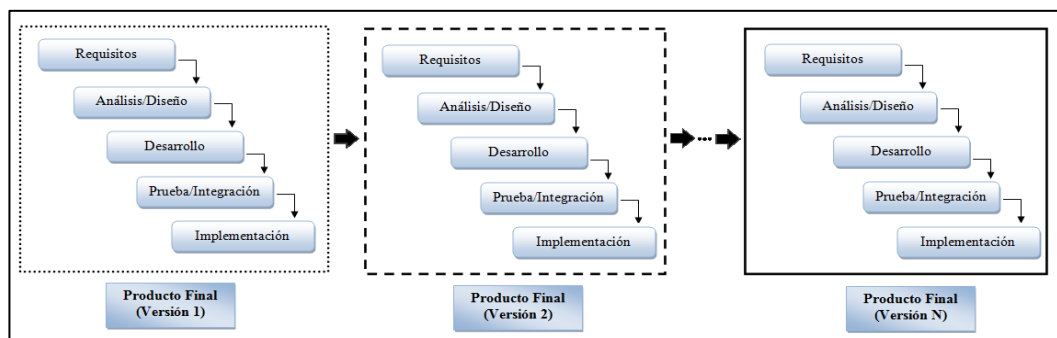 Requisitos
Análisis/Diseño
Desarrollo
Prueba/Integración
Implementación
Producto Final
(Versión 1)
Requisitos
Análisis/Diseño
Desarrollo
Prueba/Integración
Implementación
Producto Final
(Versión 2)
...
Requisitos
Análisis/Diseño
Desarrollo
Prueba/Integración
Implementación
Producto Final
(Versión N)